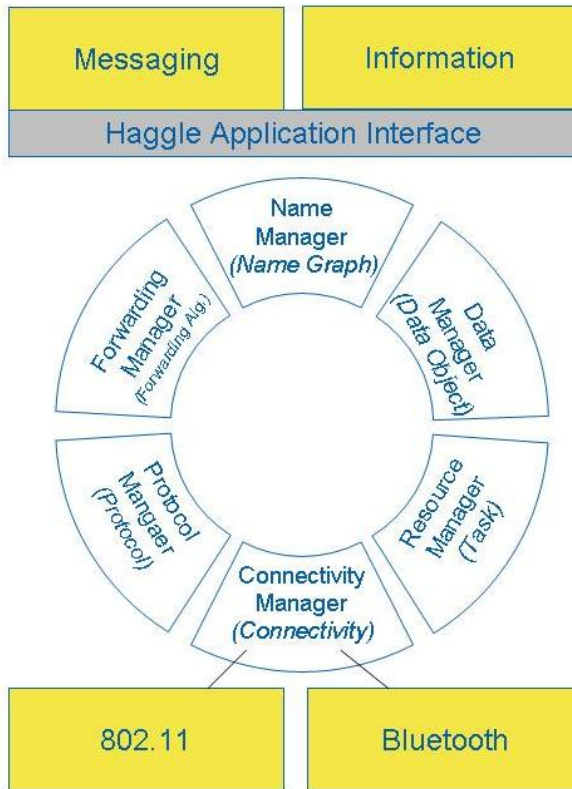 Messaging
Information
Haggle Application Interface
Name
Manager
(Name Graph)
Forwarding
Manager
(Forwarding Alg.)
Data
Manager
(Data Object)
Protocol
Mangaer
(Protocol)
Resource
Manager
(Task)
Connectivity
Manager
(Connectivity)
802.11
Bluetooth